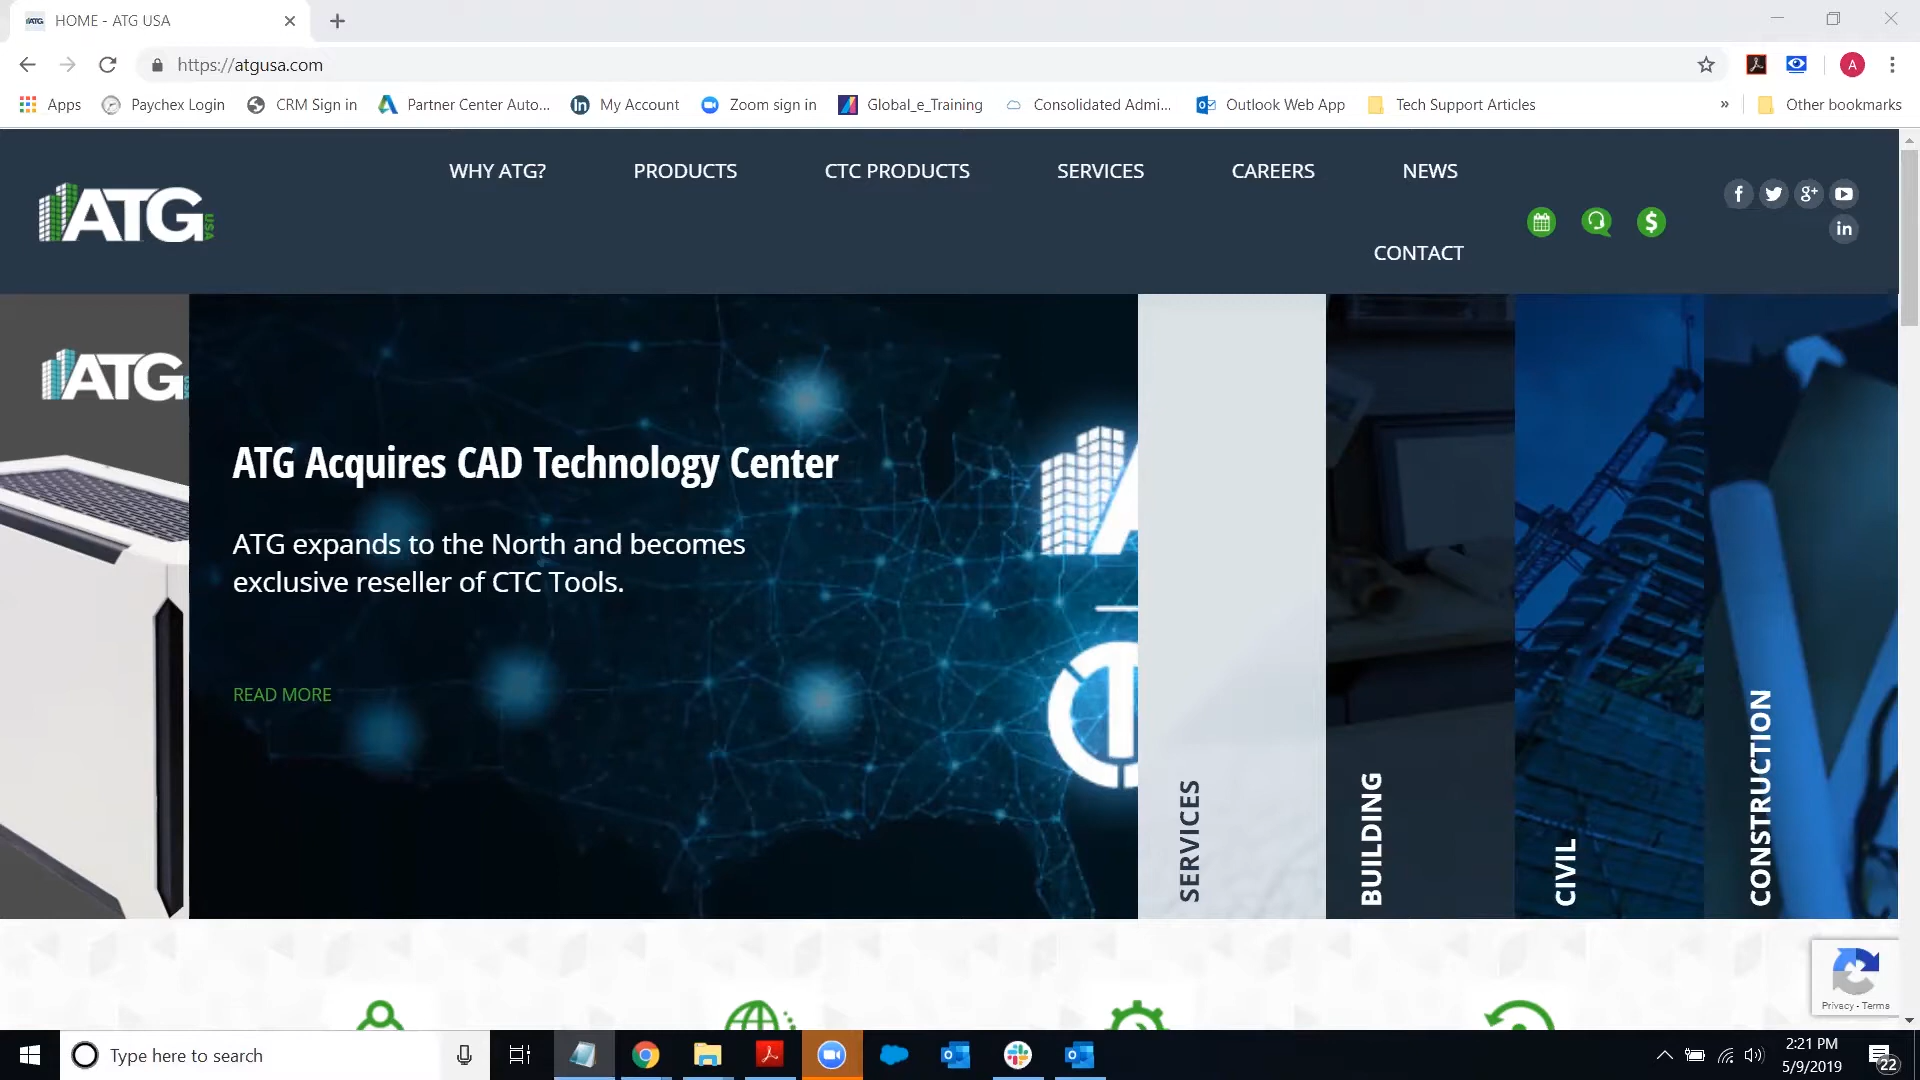 HOME - ATG USA
https://atgusa.com
A
Apps
Paychex Login
CRM Sign in
Partner Center Auto...
My Account
Zoom sign in
Global_e_Training
Consolidated Admi...
Outlook Web App
Tech Support Articles
»
Other bookmarks
WHY ATG?
PRODUCTS
CTC PRODUCTS
SERVICES
CAREERS
NEWS
CONTACT
ATG USA
ATG
ATG Acquires CAD Technology Center
ATG expands to the North and becomes
exclusive reseller of CTC Tools.
READ MORE
SERVICES
BUILDING
CIVIL
CONSTRUCTION
Privacy - Terms
Type here to search
2:21 PM
5/9/2019
22